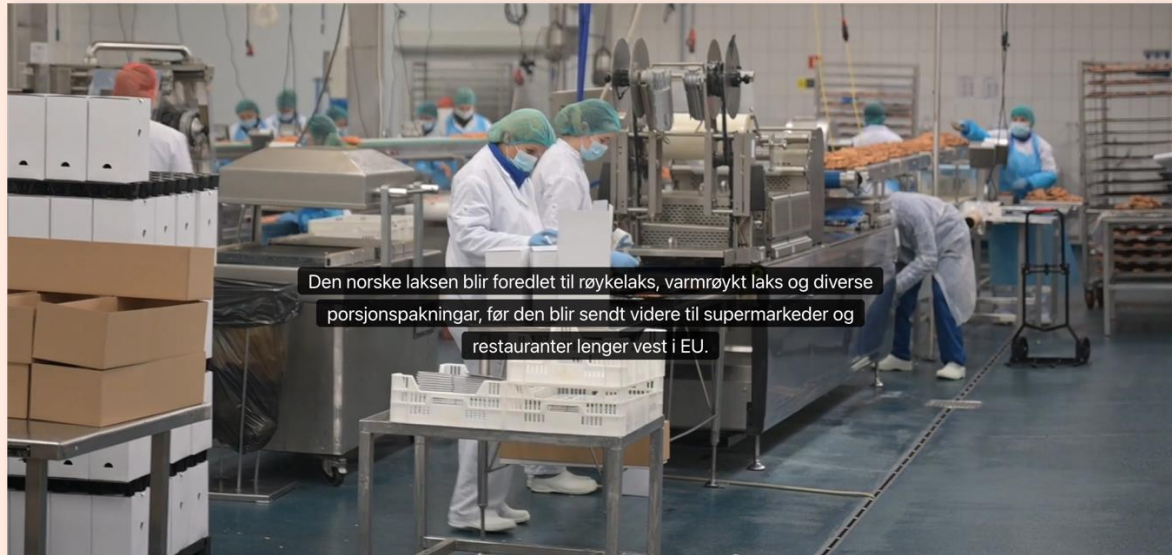 Den norske laksen blir foredlet til røykelaks, varmrøykt laks og diverse
porsjonspakningar, før den blir sendt videre til supermarkeder og
restauranter lenger vest i EU.